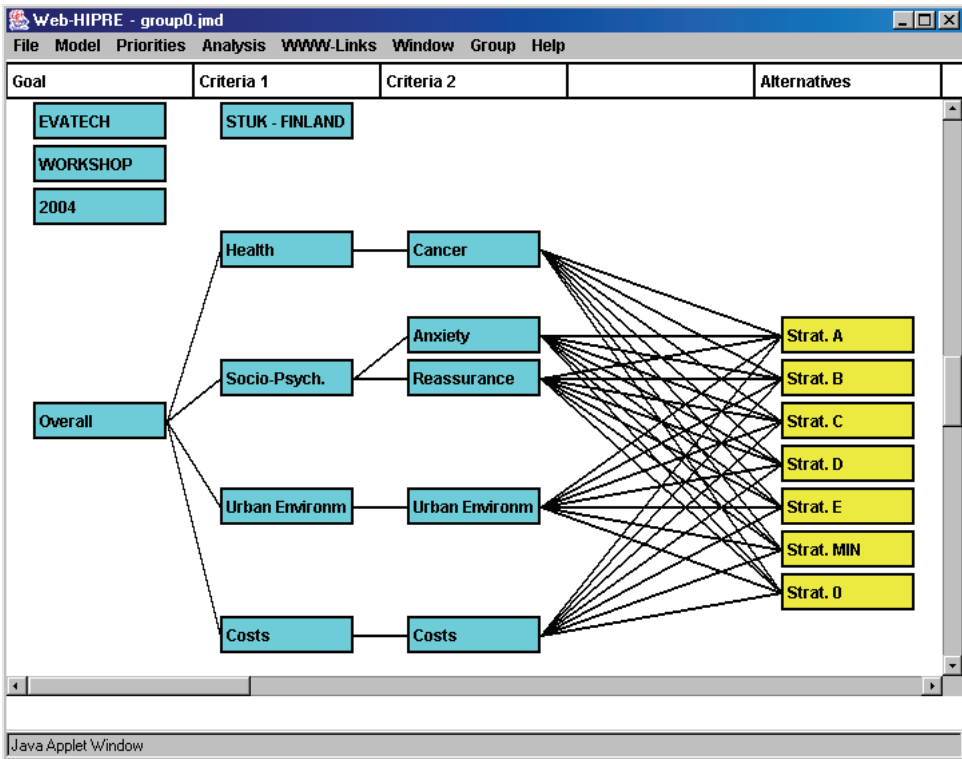 Web-HIPRE - group0.jmd
File Model Priorities Analysis WWW-Links Window Group Help
Goal Criteria 1 Criteria 2 Alternatives
EVATECH STUK - FINLAND
WORKSHOP
2004
Health Cancer
Anxiety Strat. A
Socio-Psych. Reassurance Strat. B
Overall Strat. C
Strat. D
Urban Environm Urban Environm Strat. E
Strat. MIN
Strat. 0
Costs Costs
Java Applet Window